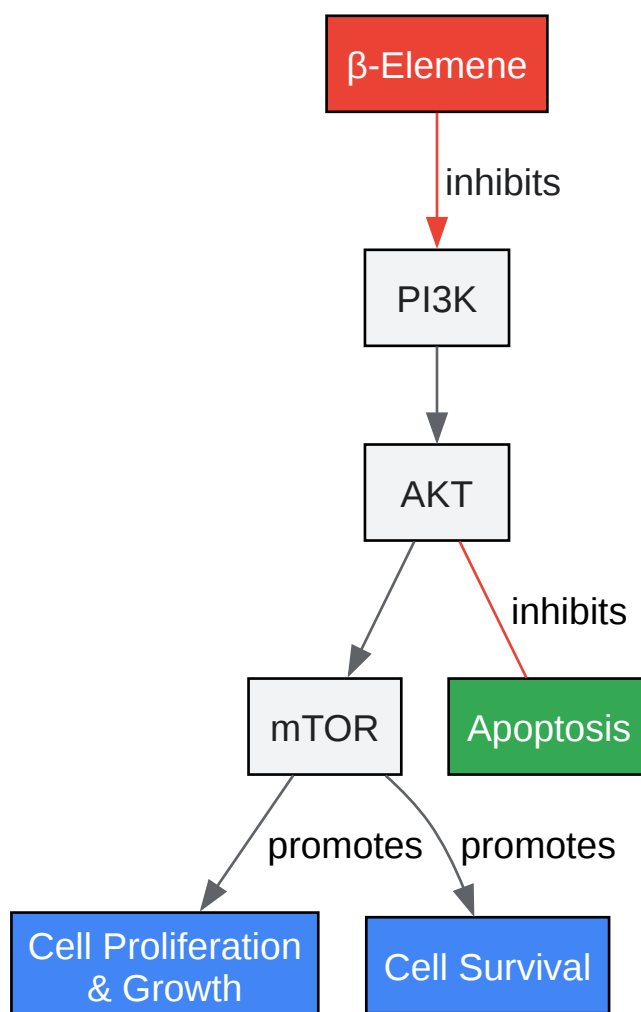 β-Elemene
inhibits
PI3K
AKT
inhibits
mTOR
Apoptosis
promotes
promotes
Cell Proliferation
& Growth
Cell Survival